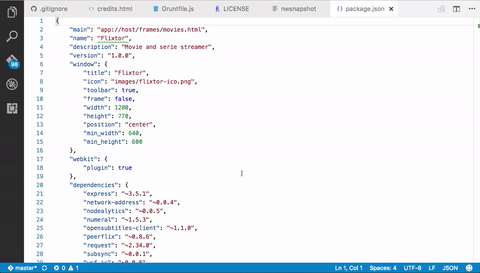 .gitignore credits.html Gruntfile.js LICENSE nwsnapshot package.json
1 {
2 "main": "app://host/frames/movies.html",
3 "name": "Flixtor",
4 "description": "Movie and serie streamer",
5 "version": "1.0.0",
6 "window": {
7 "title": "Flixtor",
8 "icon": "images/flixtor-ico.png",
9 "toolbar": true,
10 "frame": false,
11 "width": 1280,
12 "height": 770,
13 "position": "center",
14 "min_width": 640,
15 "min_height": 600
16 },
17 "webkit": {
18 "plugin": true
19 },
20 "dependencies": {
21 "express": "~3.5.1",
22 "network-address": "~0.0.4",
23 "nodealytics": "~0.0.5",
24 "numeral": "~1.5.3",
25 "opensubtitles-client": "~1.1.0",
26 "peerflix": "~0.8.6",
27 "request": "~2.34.0",
28 "subsync": "~0.0.1",
98
master* 0 1 Ln 1, Col 1 Spaces: 4 UTF-8 LF JSON